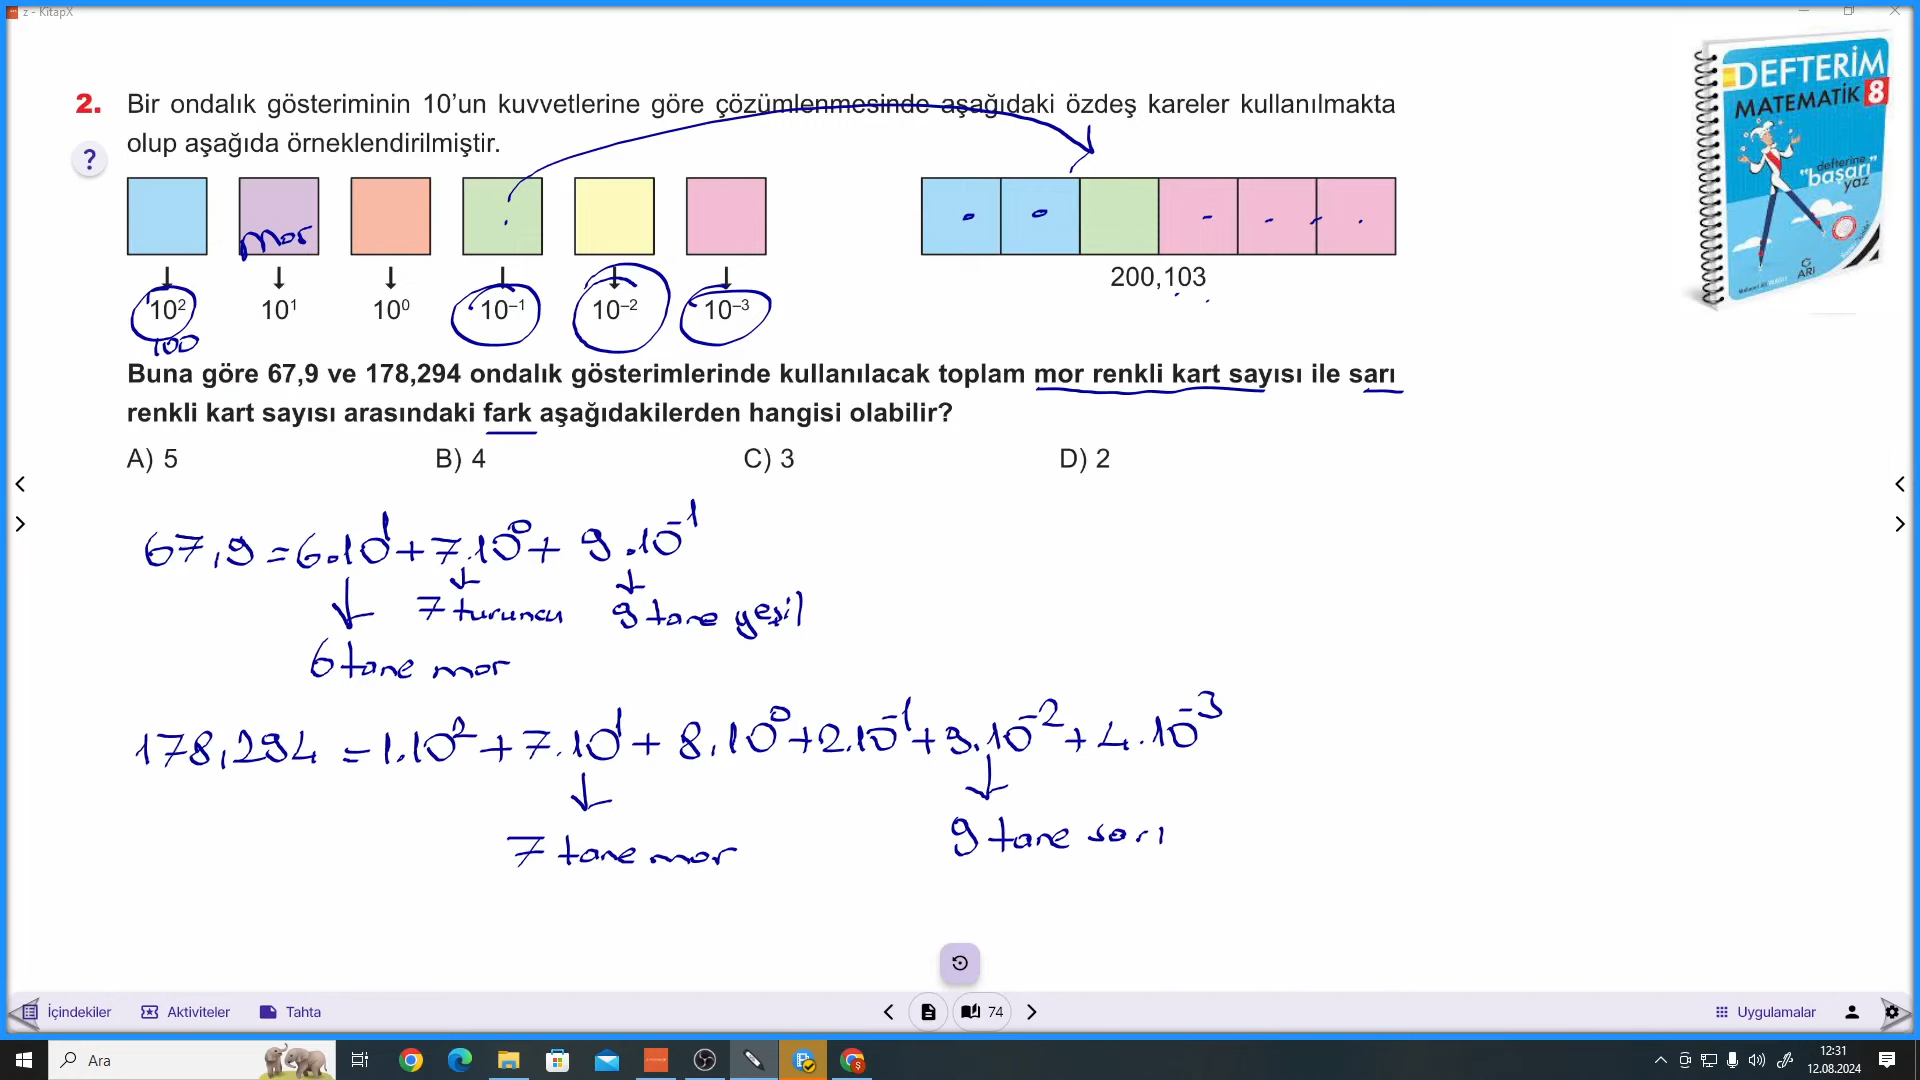 z - KitapX
2. Bir ondalık gösteriminin 10’un kuvvetlerine göre çözümlenmesinde aşağıdaki özdeş kareler kullanılmakta
olup aşağıda örneklendirilmiştir.
?
mor
10² 10¹ 10⁰ 10⁻¹ 10⁻² 10⁻³
100
200,103
Buna göre 67,9 ve 178,294 ondalık gösterimlerinde kullanılacak toplam mor renkli kart sayısı ile sarı
renkli kart sayısı arasındaki fark aşağıdakilerden hangisi olabilir?
A) 5 B) 4 C) 3 D) 2
67,9 = 6.10¹ + 7.10⁰ + 9.10⁻¹
7 turuncu 9 tane yeşil
6 tane mor
178,294 = 1.10² + 7.10¹ + 8.10⁰ + 2.10⁻¹ + 9.10⁻² + 4.10⁻³
7 tane mor 9 tane sarı
DEFTERİM
MATEMATİK 8
defterine
"başarı"
yaz
ARI
İçindekiler Aktiviteler Tahta 74 Uygulamalar
Ara
12:31
12.08.2024